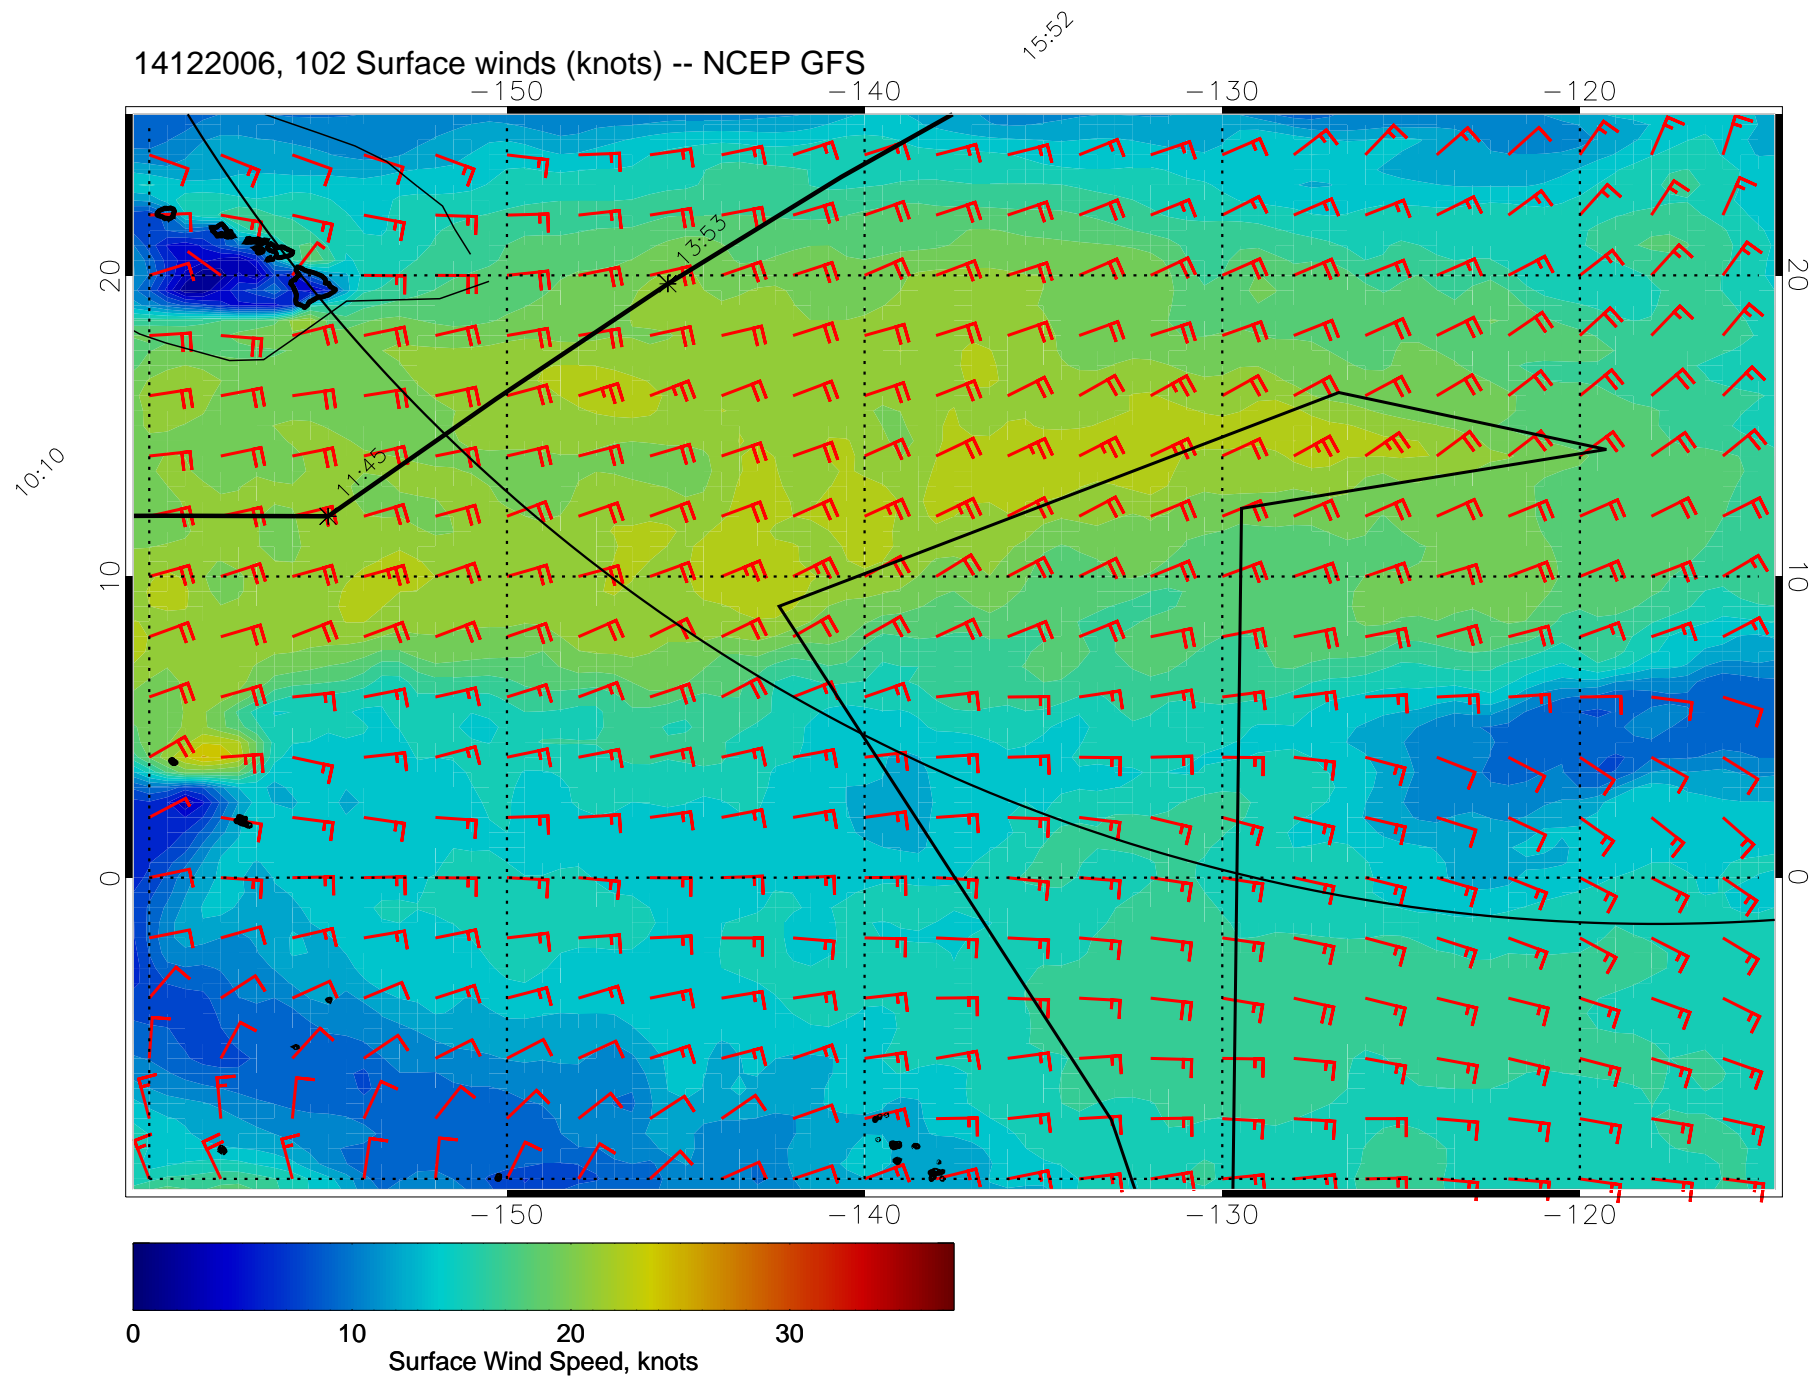 15:52
14122006, 102 Surface winds (knots) -- NCEP GFS
-150 -140 -130 -120
13:53
20 20
11:45
10:10
10 10
0 0
-150 -140 -130 -120
0 10 20 30
Surface Wind Speed, knots